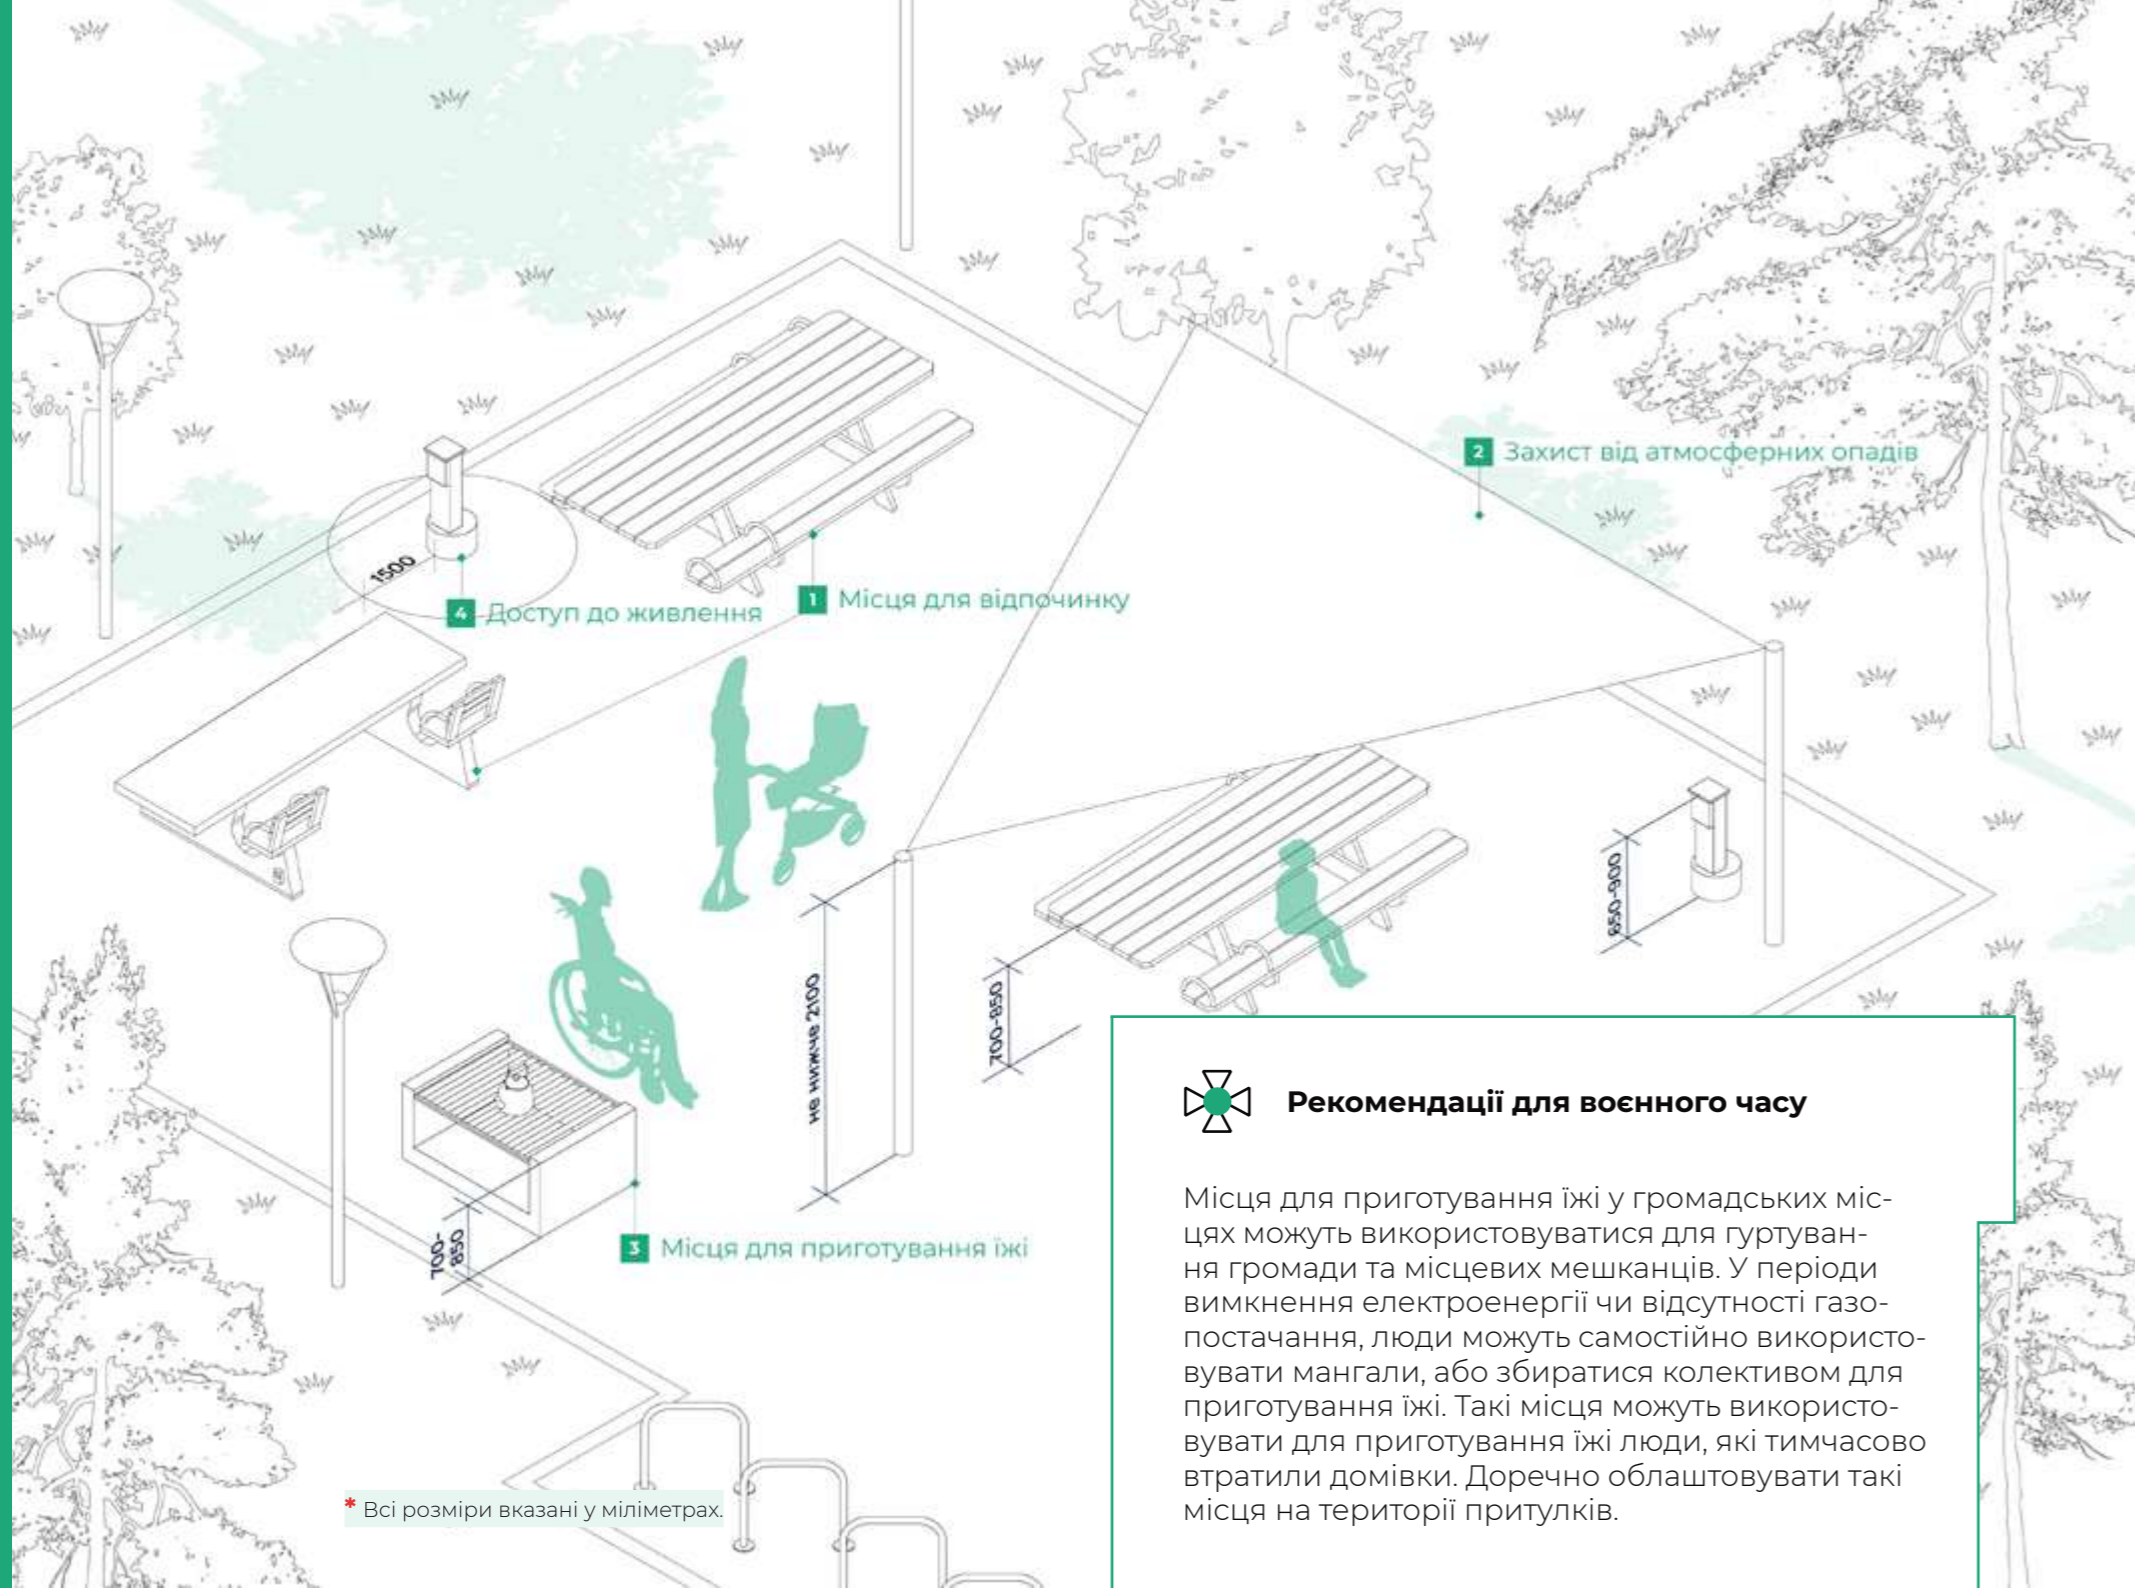 2 Захист від атмосферних опадів
1500
4 Доступ до живлення
1 Місця для відпочинку
650-900
не нижче 2100
700-850
700-
850
3 Місця для приготування їжі
* Всі розміри вказані у міліметрах.
Рекомендації для воєнного часу
Місця для приготування їжі у громадських міс-
цях можуть використовуватися для гуртуван-
ня громади та місцевих мешканців. У періоди
вимкнення електроенергії чи відсутності газо-
постачання, люди можуть самостійно використо-
вувати мангали, або збиратися колективом для
приготування їжі. Такі місця можуть використо-
вувати для приготування їжі люди, які тимчасово
втратили домівки. Доречно облаштовувати такі
місця на території притулків.